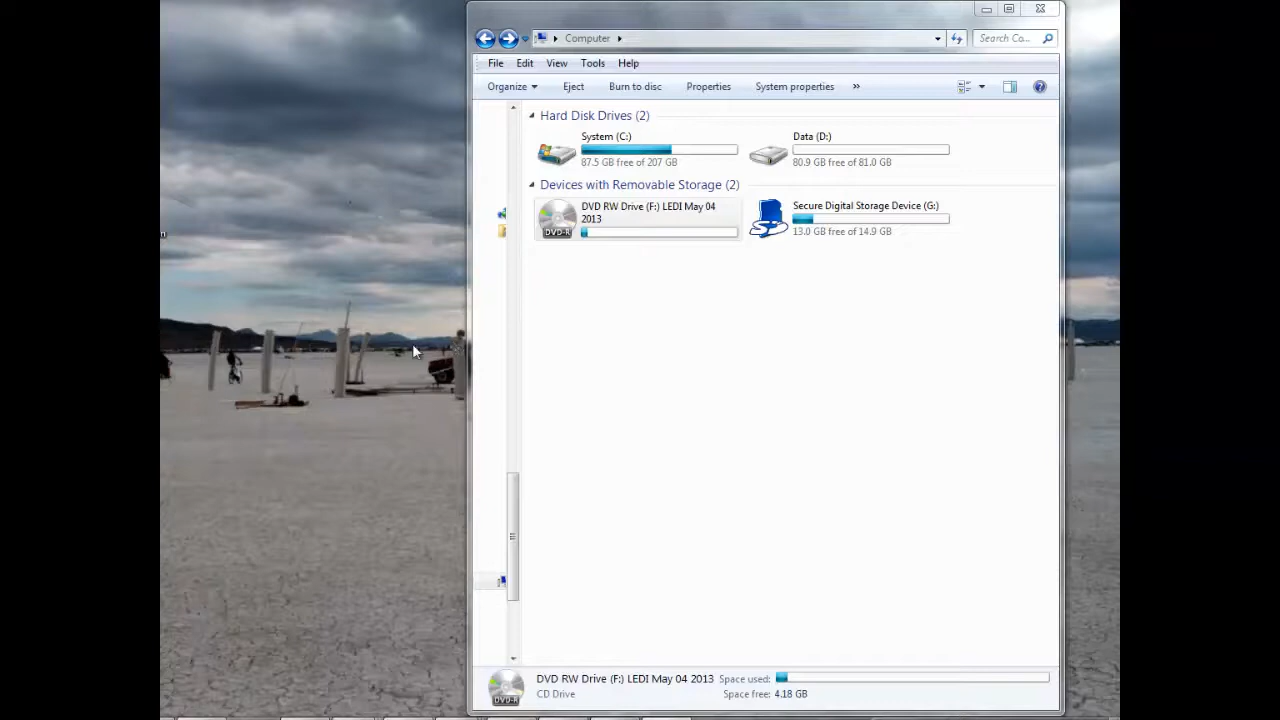 Computer
Search Co...
File Edit View Tools Help
Organize Eject Burn to disc Properties System properties »
Hard Disk Drives (2)
System (C:)
87.5 GB free of 207 GB
Data (D:)
80.9 GB free of 81.0 GB
Devices with Removable Storage (2)
DVD RW Drive (F:) LEDI May 04
2013
DVD-R
Secure Digital Storage Device (G:)
13.0 GB free of 14.9 GB
DVD RW Drive (F:) LEDI May 04 2013 Space used:
CD Drive Space free: 4.18 GB
DVD-R